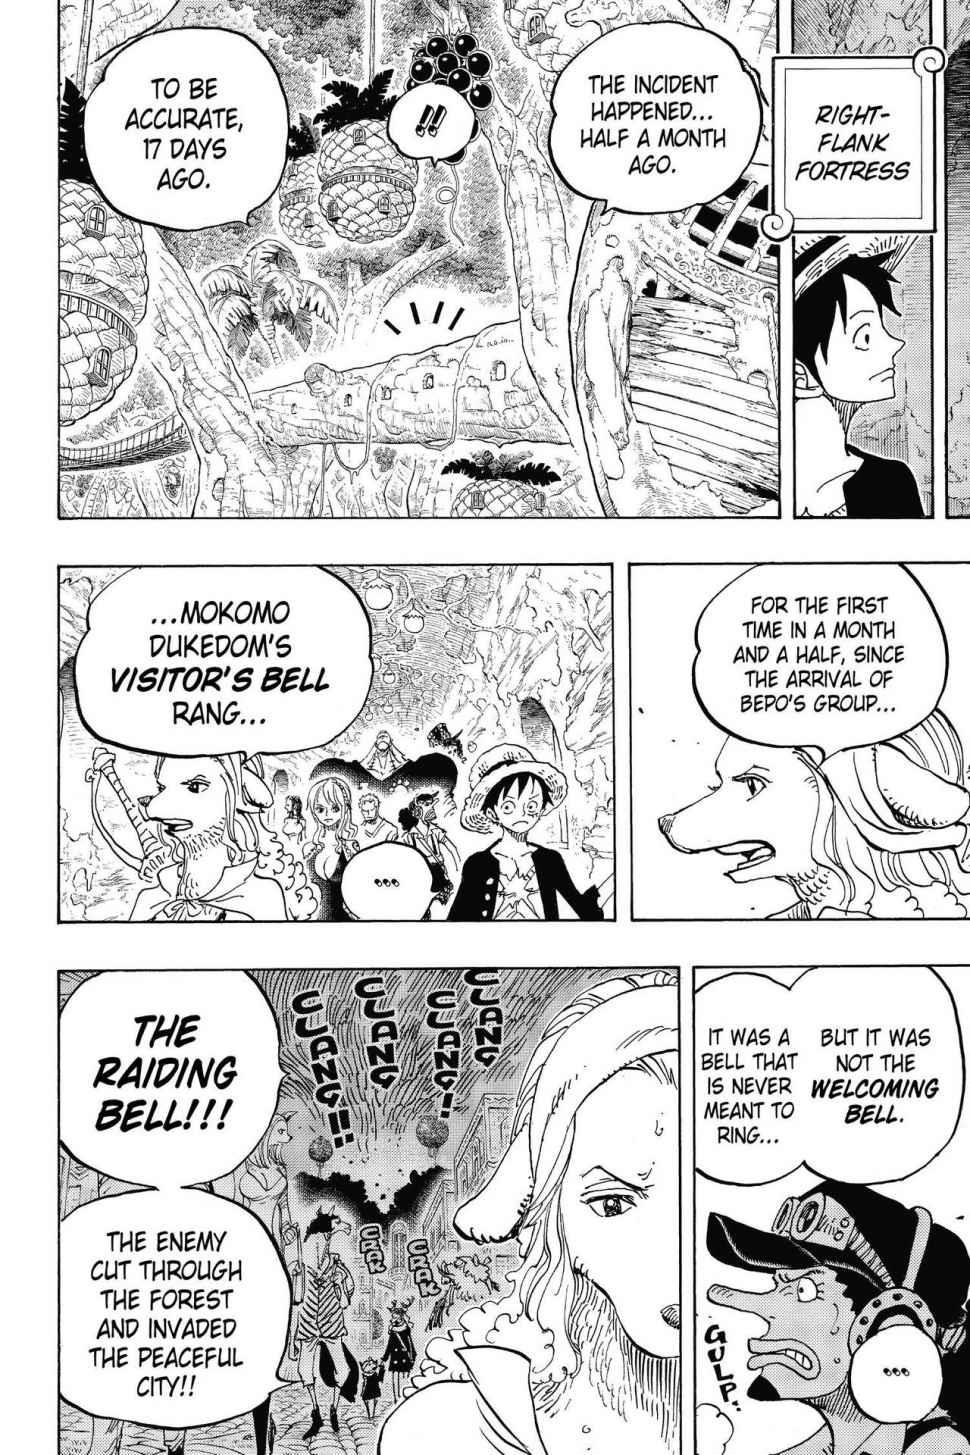 RIGHT-
FLANK
FORTRESS
THE INCIDENT
HAPPENED...
HALF A MONTH
AGO.
!!
TO BE
ACCURATE,
17 DAYS
AGO.
FOR THE FIRST
TIME IN A MONTH
AND A HALF, SINCE
THE ARRIVAL OF
BEPO'S GROUP...
...MOKOMO
DUKEDOM'S
VISITOR'S BELL
RANG...
...
BUT IT WAS
NOT THE
WELCOMING
BELL.
IT WAS A
BELL THAT
IS NEVER
MEANT TO
RING...
...
GULP..
CLANG
CLANG!
CLANG
CLANG!!
THE
RAIDING
BELL!!!
CRAK
CRAK
THE ENEMY
CUT THROUGH
THE FOREST
AND INVADED
THE PEACEFUL
CITY!!